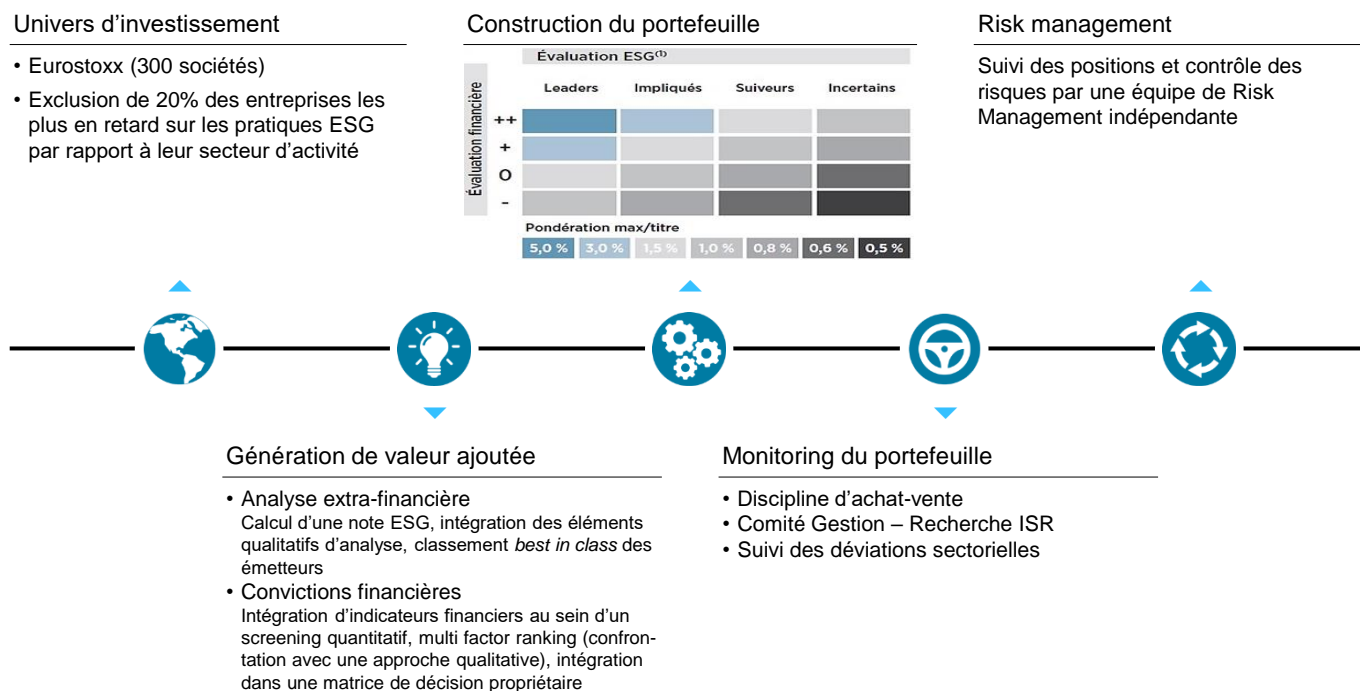 Univers d’investissement
• Eurostoxx (300 sociétés)
• Exclusion de 20% des entreprises les
plus en retard sur les pratiques ESG
par rapport à leur secteur d’activité
Construction du portefeuille
Évaluation ESG(1)
Leaders Impliqués Suiveurs Incertains
Évaluation financière
++
+
O
-
Pondération max/titre
5,0 % 3,0 % 1,5 % 1,0 % 0,8 % 0,6 % 0,5 %
Risk management
Suivi des positions et contrôle des
risques par une équipe de Risk
Management indépendante
Génération de valeur ajoutée
• Analyse extra-financière
Calcul d’une note ESG, intégration des éléments
qualitatifs d’analyse, classement best in class des
émetteurs
• Convictions financières
Intégration d’indicateurs financiers au sein d’un
screening quantitatif, multi factor ranking (confron-
tation avec une approche qualitative), intégration
dans une matrice de décision propriétaire
Monitoring du portefeuille
• Discipline d’achat-vente
• Comité Gestion – Recherche ISR
• Suivi des déviations sectorielles